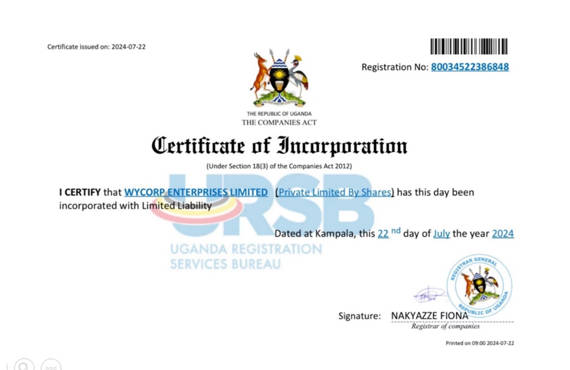 Certificate issued on: 2024-07-22
Registration No: 80034522386848
THE REPUBLIC OF UGANDA
THE COMPANIES ACT
Certificate of Incorporation
(Under Section 18(3) of the Companies Act 2012)
I CERTIFY that WYCORP ENTERPRISES LIMITED (Private Limited By Shares) has this day been
incorporated with Limited Liability
URSB
Dated at Kampala, this 22 nd day of July the year 2024
UGANDA REGISTRATION
SERVICES BUREAU
REGISTRAR GENERAL
REPUBLIC OF UGANDA
Signature: NAKYAZZE FIONA
Registrar of companies
Printed on 09:00 2024-07-22